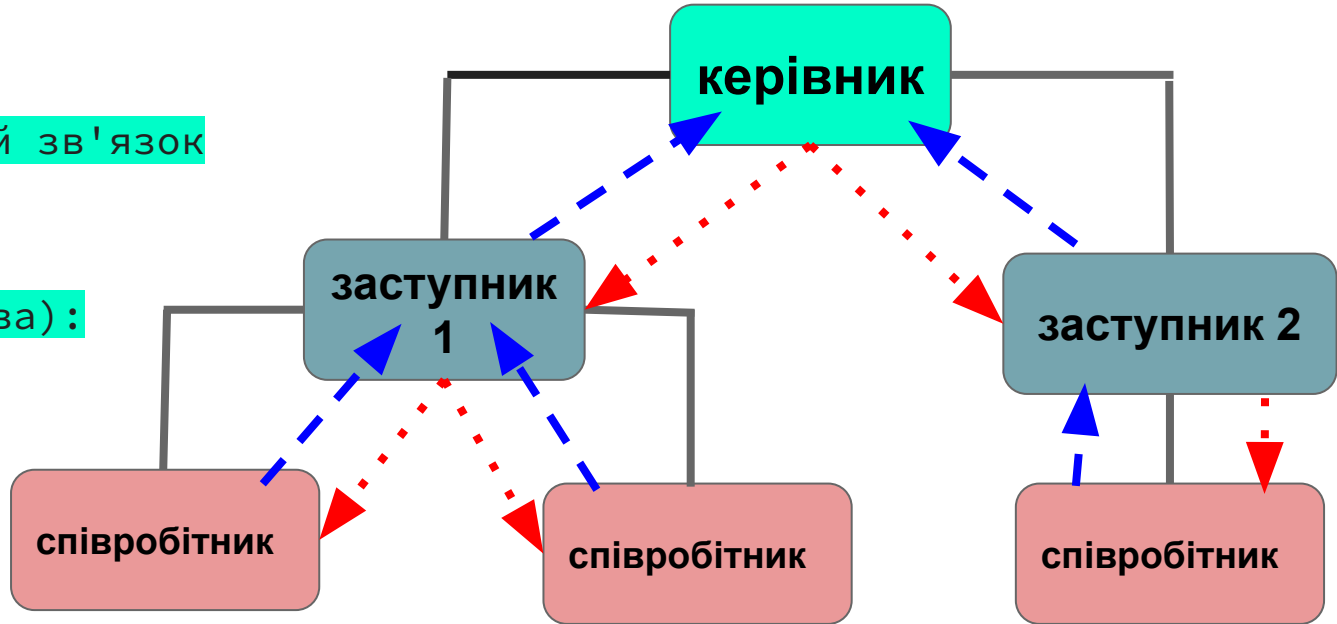 керівник
й зв'язок
заступник
1
ва):
заступник 2
співробітник
співробітник
співробітник